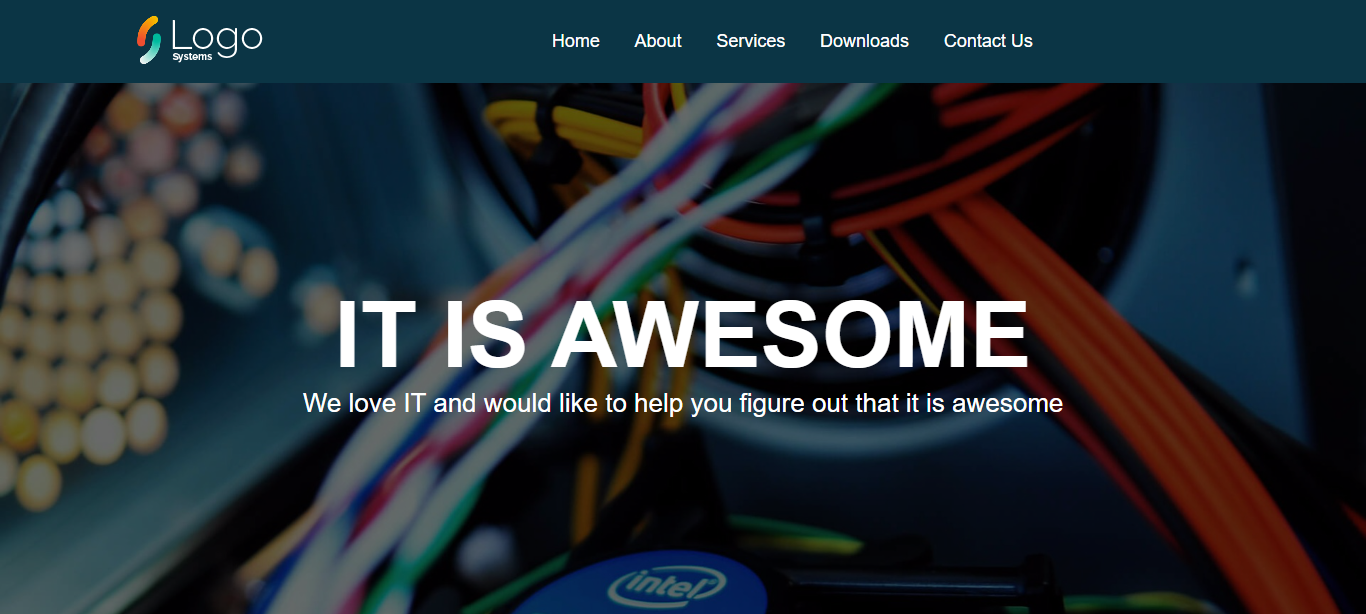 Logo
Systems
Home About Services Downloads Contact Us
IT IS AWESOME
We love IT and would like to help you figure out that it is awesome
intel